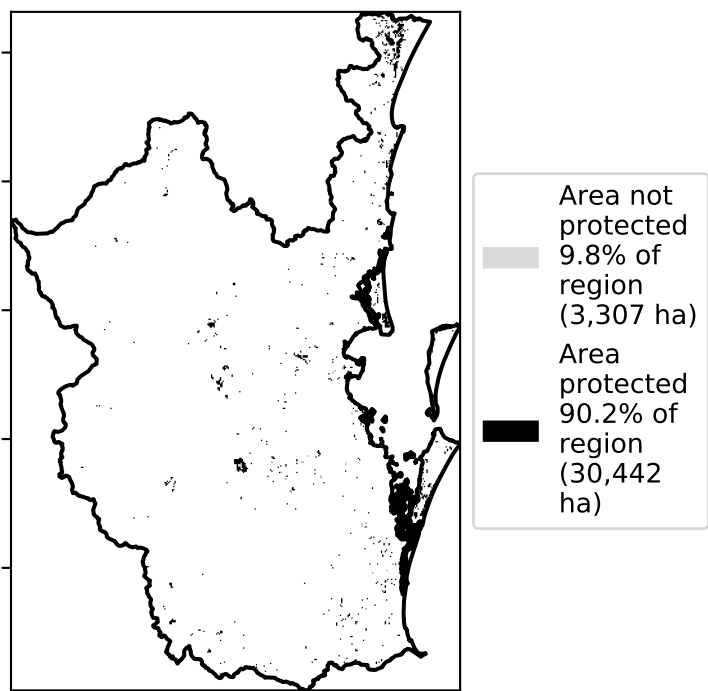 Area not
protected
9.8% of
region
(3,307 ha)
Area
protected
90.2% of
region
(30,442
ha)